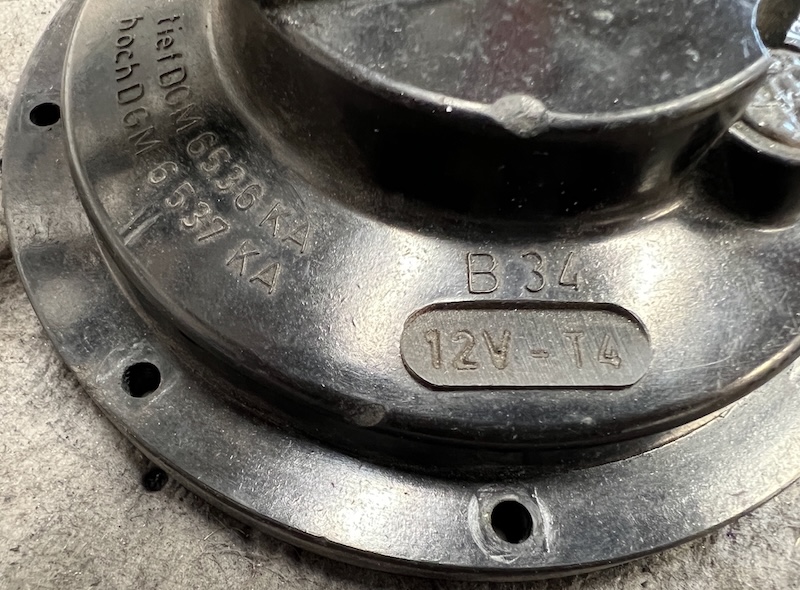 tief DGM 6536 KA
hoch DGM 6537 KA
B 34
12V - T4